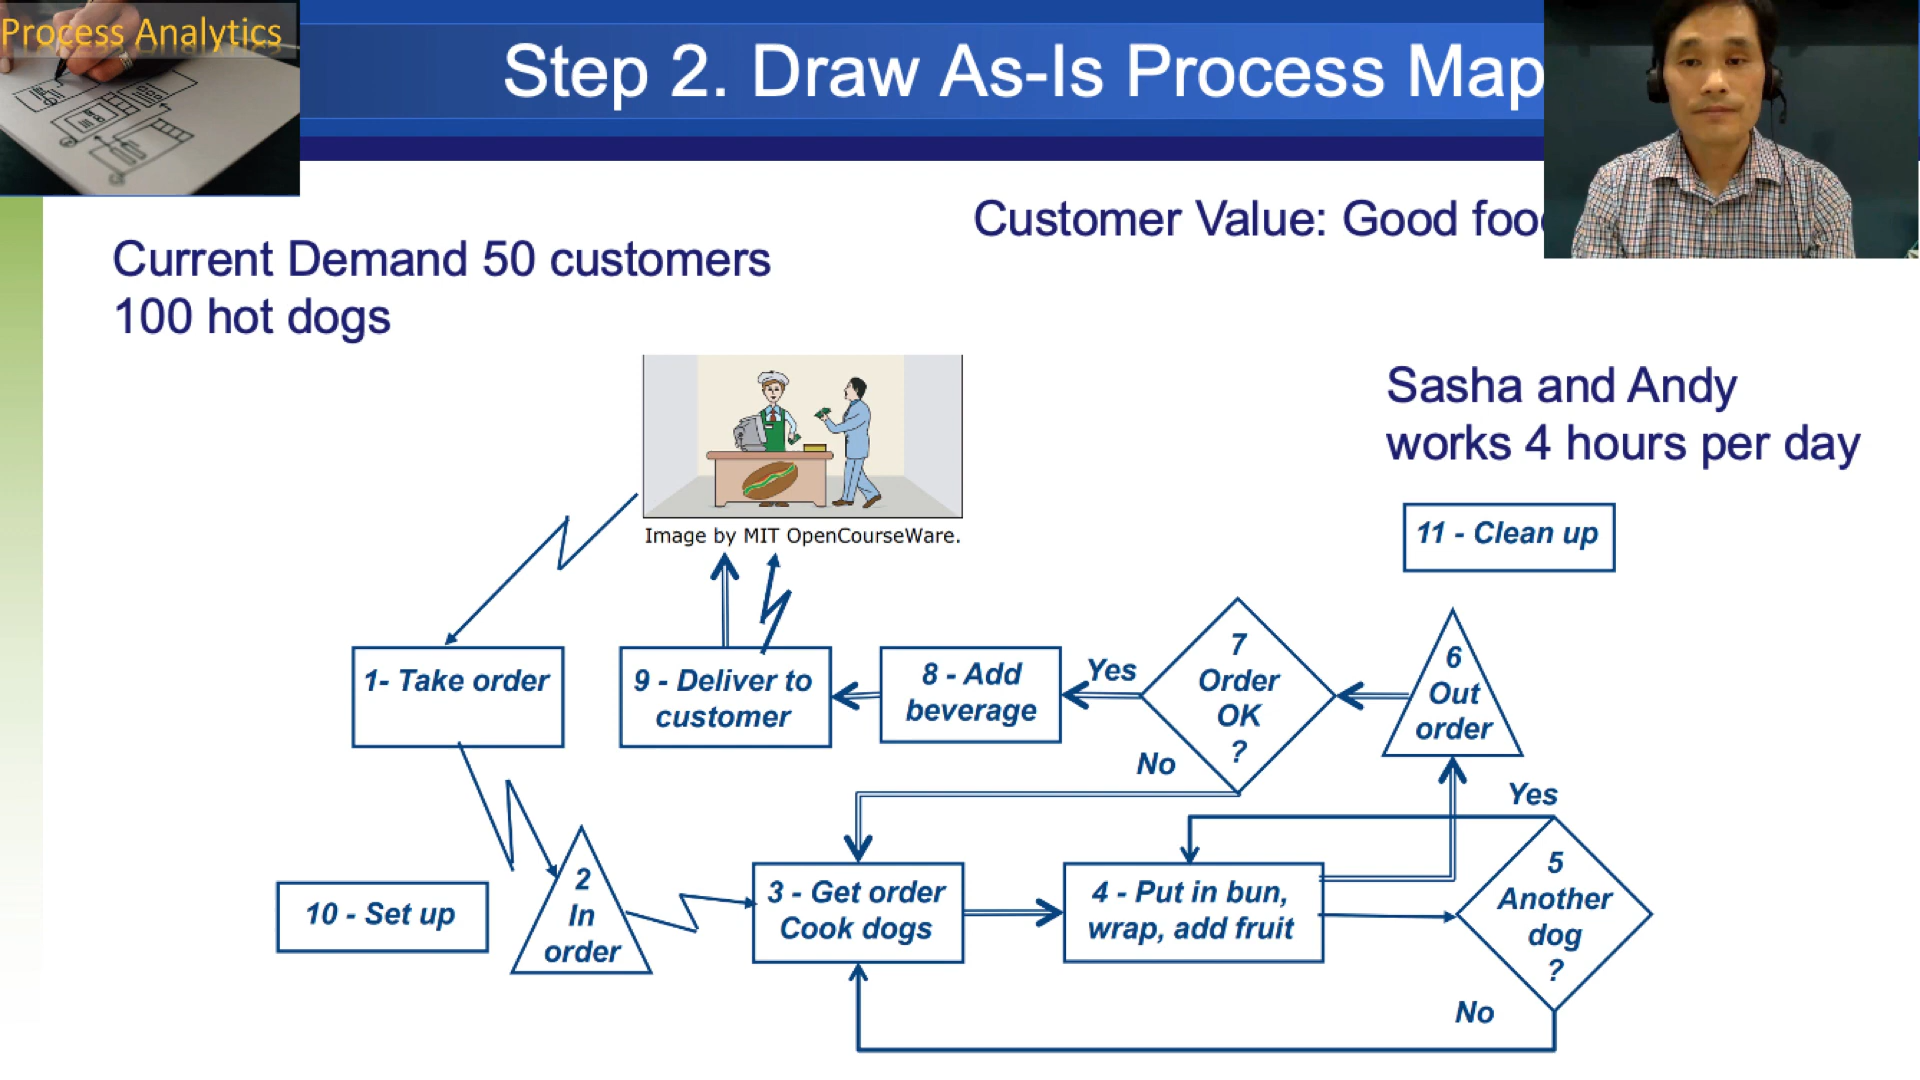 Process Analytics
Step 2. Draw As-Is Process Map
Customer Value: Good
Current Demand 50 customers
100 hot dogs
Sasha and Andy
works 4 hours per day
Image by MIT OpenCourseWare.
11 - Clean up
1- Take order
9 - Deliver to
customer
8 - Add
beverage
Yes
7
Order
OK
?
No
6
Out
order
Yes
10 - Set up
2
In
order
3 - Get order
Cook dogs
4 - Put in bun,
wrap, add fruit
5
Another
dog
?
No